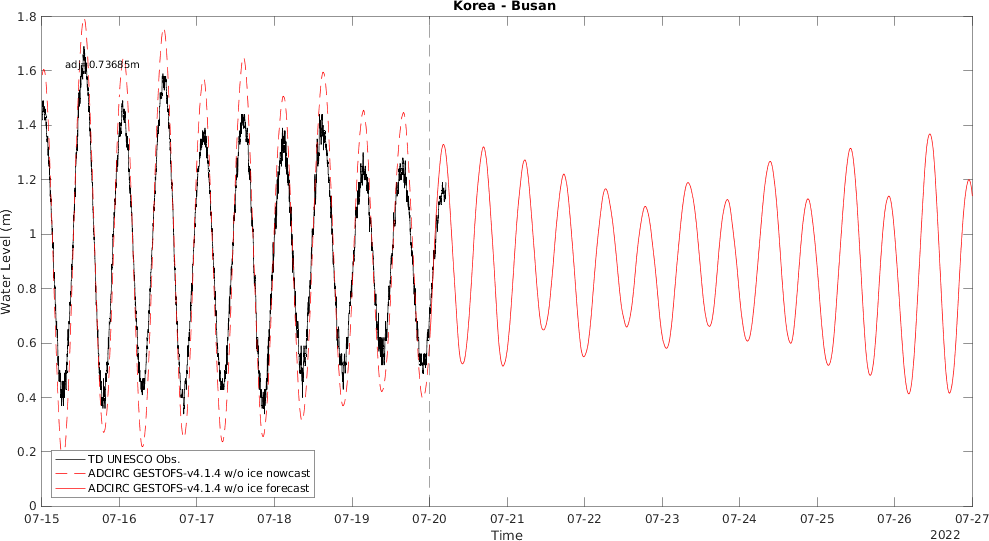 Korea - Busan
Water Level (m)
1.8
1.6
1.4
1.2
1
0.8
0.6
0.4
0.2
0
adj: 0.73685m
TD UNESCO Obs.
ADCIRC GESTOFS-v4.1.4 w/o ice nowcast
ADCIRC GESTOFS-v4.1.4 w/o ice forecast
07-15 07-16 07-17 07-18 07-19 07-20 07-21 07-22 07-23 07-24 07-25 07-26 07-27
Time
2022